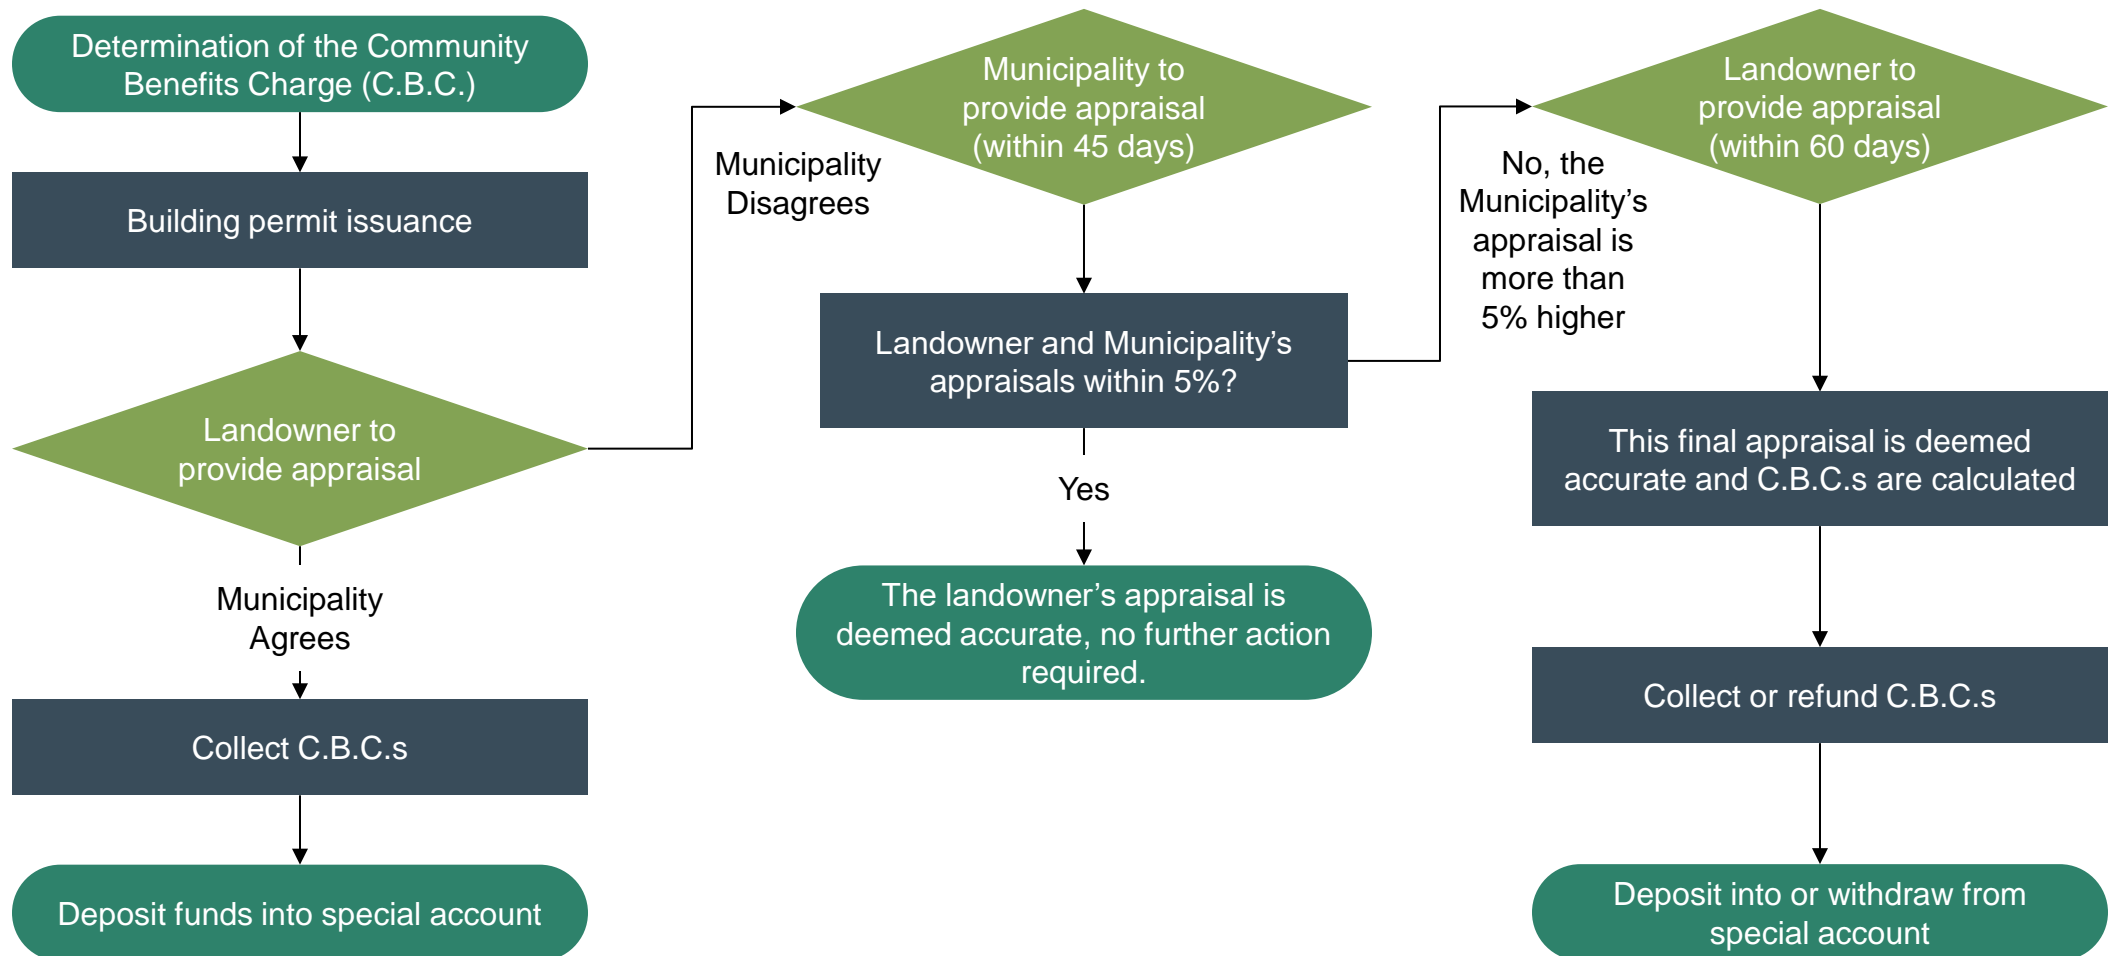 Determination of the Community
Benefits Charge (C.B.C.)
Building permit issuance
Landowner to
provide appraisal
Municipality
Agrees
Collect C.B.C.s
Deposit funds into special account
Municipality
Disagrees
Municipality to
provide appraisal
(within 45 days)
Landowner and Municipality’s
appraisals within 5%?
Yes
The landowner’s appraisal is
deemed accurate, no further action
required.
No, the
Municipality’s
appraisal is
more than
5% higher
Landowner to
provide appraisal
(within 60 days)
This final appraisal is deemed
accurate and C.B.C.s are calculated
Collect or refund C.B.C.s
Deposit into or withdraw from
special account